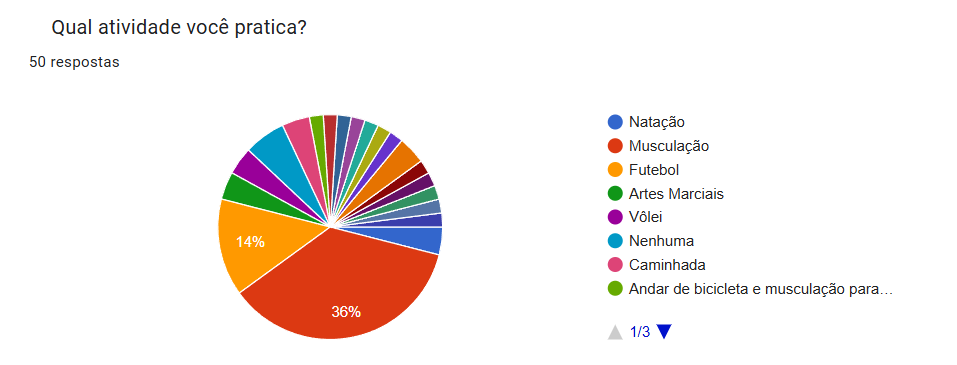 Qual atividade você pratica?
50 respostas
14%
36%
Natação
Musculação
Futebol
Artes Marciais
Vôlei
Nenhuma
Caminhada
Andar de bicicleta e musculação para…
1/3